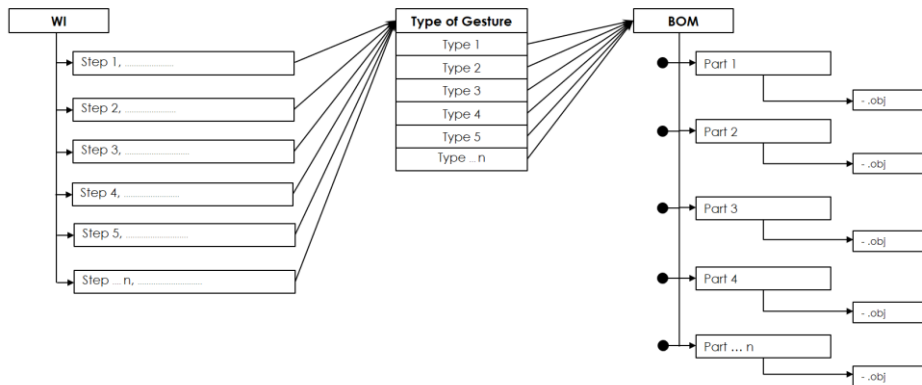 WI
Step 1, ......................
Step 2, ......................
Step 3, ......................
Step 4, ......................
Step 5, ......................
Step ... n, ......................
Type of Gesture
Type 1
Type 2
Type 3
Type 4
Type 5
Type ... n
BOM
Part 1
- .obj
Part 2
- .obj
Part 3
- .obj
Part 4
- .obj
Part ... n
- .obj